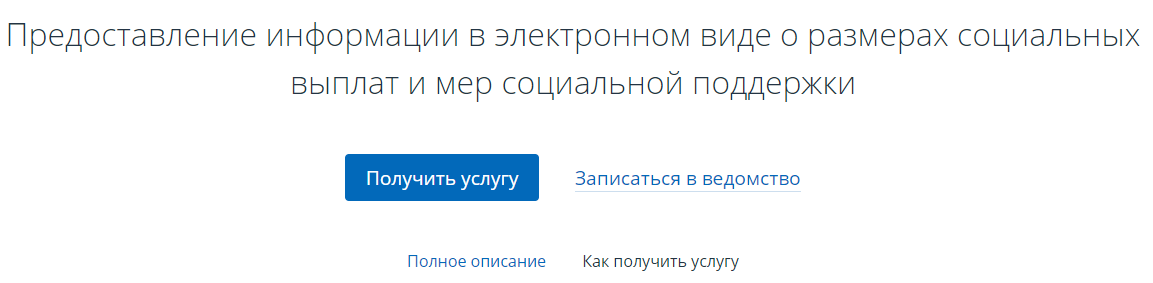 Предоставление информации в электронном виде о размерах социальных
выплат и мер социальной поддержки
Получить услугу Записаться в ведомство
Полное описание Как получить услугу